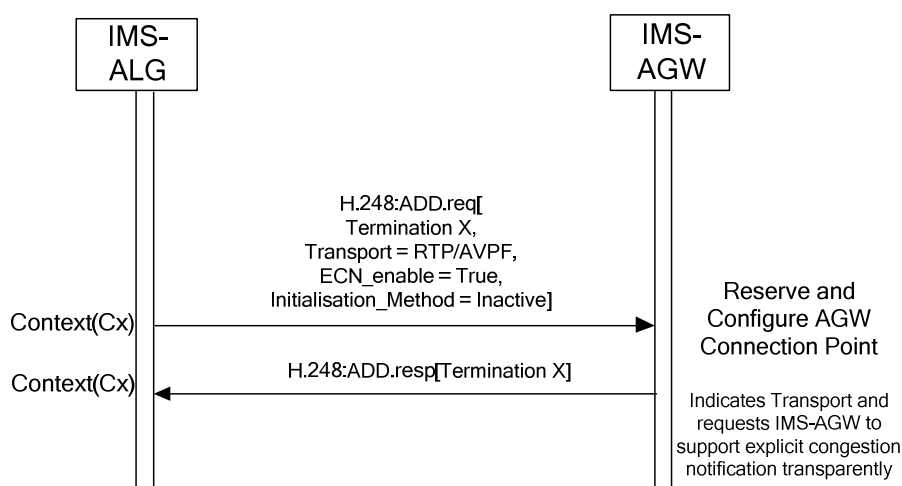 IMS-
ALG
IMS-
AGW
H.248:ADD.req[
Termination X,
Transport = RTP/AVPF,
ECN_enable = True,
Initialisation_Method = Inactive]
Context(Cx)
Reserve and
Configure AGW
Connection Point
H.248:ADD.resp[Termination X]
Context(Cx)
Indicates Transport and
requests IMS-AGW to
support explicit congestion
notification transparently